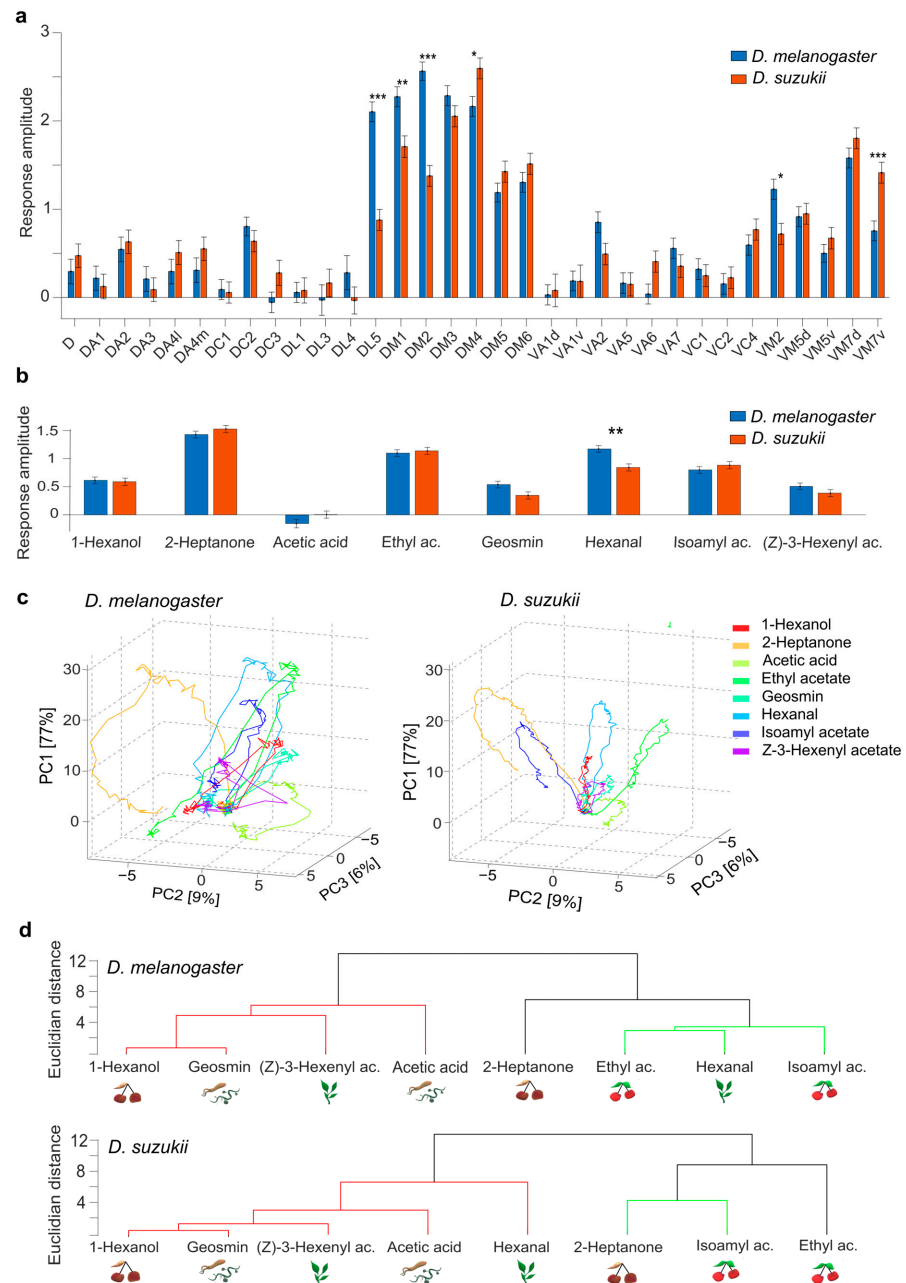 a
3
2
1
0
Response amplitude
D. melanogaster
D. suzukii
*** ** *** * * ***
D DA1 DA2 DA3 DA4l DA4m DC1 DC2 DC3 DL1 DL3 DL4 DL5 DM1 DM2 DM3 DM4 DM5 DM6 VA1d VA1v VA2 VA5 VA6 VA7 VC1 VC2 VC4 VM2 VM5d VM5v VM7d VM7v
b
1.5
0.5
0
Response amplitude
D. melanogaster
D. suzukii
**
1-Hexanol 2-Heptanone Acetic acid Ethyl ac. Geosmin Hexanal Isoamyl ac. (Z)-3-Hexenyl ac.
c
D. melanogaster
30
20
10
0
PC1 [77%]
−5 0 5
PC2 [9%]
−5
0
5
PC3 [6%]
D. suzukii
30
20
10
0
PC1 [77%]
−5 0 5
PC2 [9%]
−5
0
5
PC3 [6%]
1-Hexanol
2-Heptanone
Acetic acid
Ethyl acetate
Geosmin
Hexanal
Isoamyl acetate
Z-3-Hexenyl acetate
d
Euclidian distance
12
8
4
D. melanogaster
1-Hexanol Geosmin (Z)-3-Hexenyl ac. Acetic acid 2-Heptanone Ethyl ac. Hexanal Isoamyl ac.
Euclidian distance
12
8
4
D. suzukii
1-Hexanol Geosmin (Z)-3-Hexenyl ac. Acetic acid Hexanal 2-Heptanone Isoamyl ac. Ethyl ac.